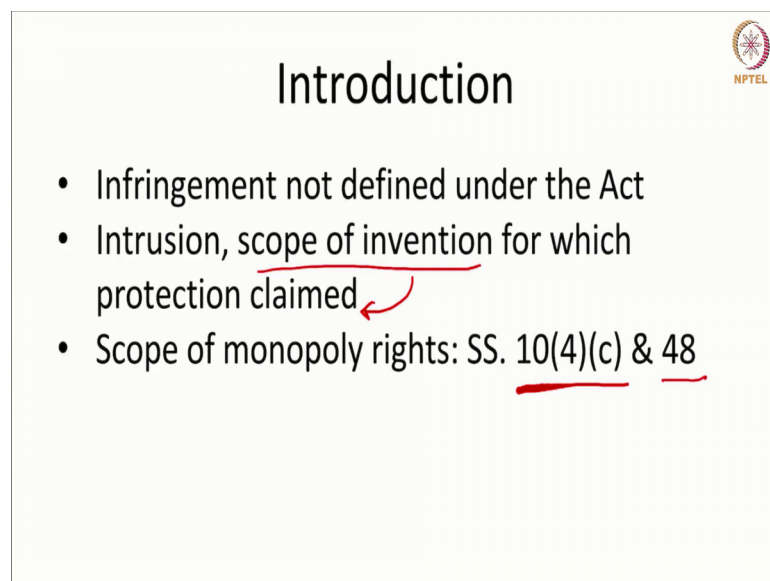 NPTEL
Introduction
• Infringement not defined under the Act
• Intrusion, scope of invention for which
protection claimed
• Scope of monopoly rights: SS. 10(4)(c) & 48